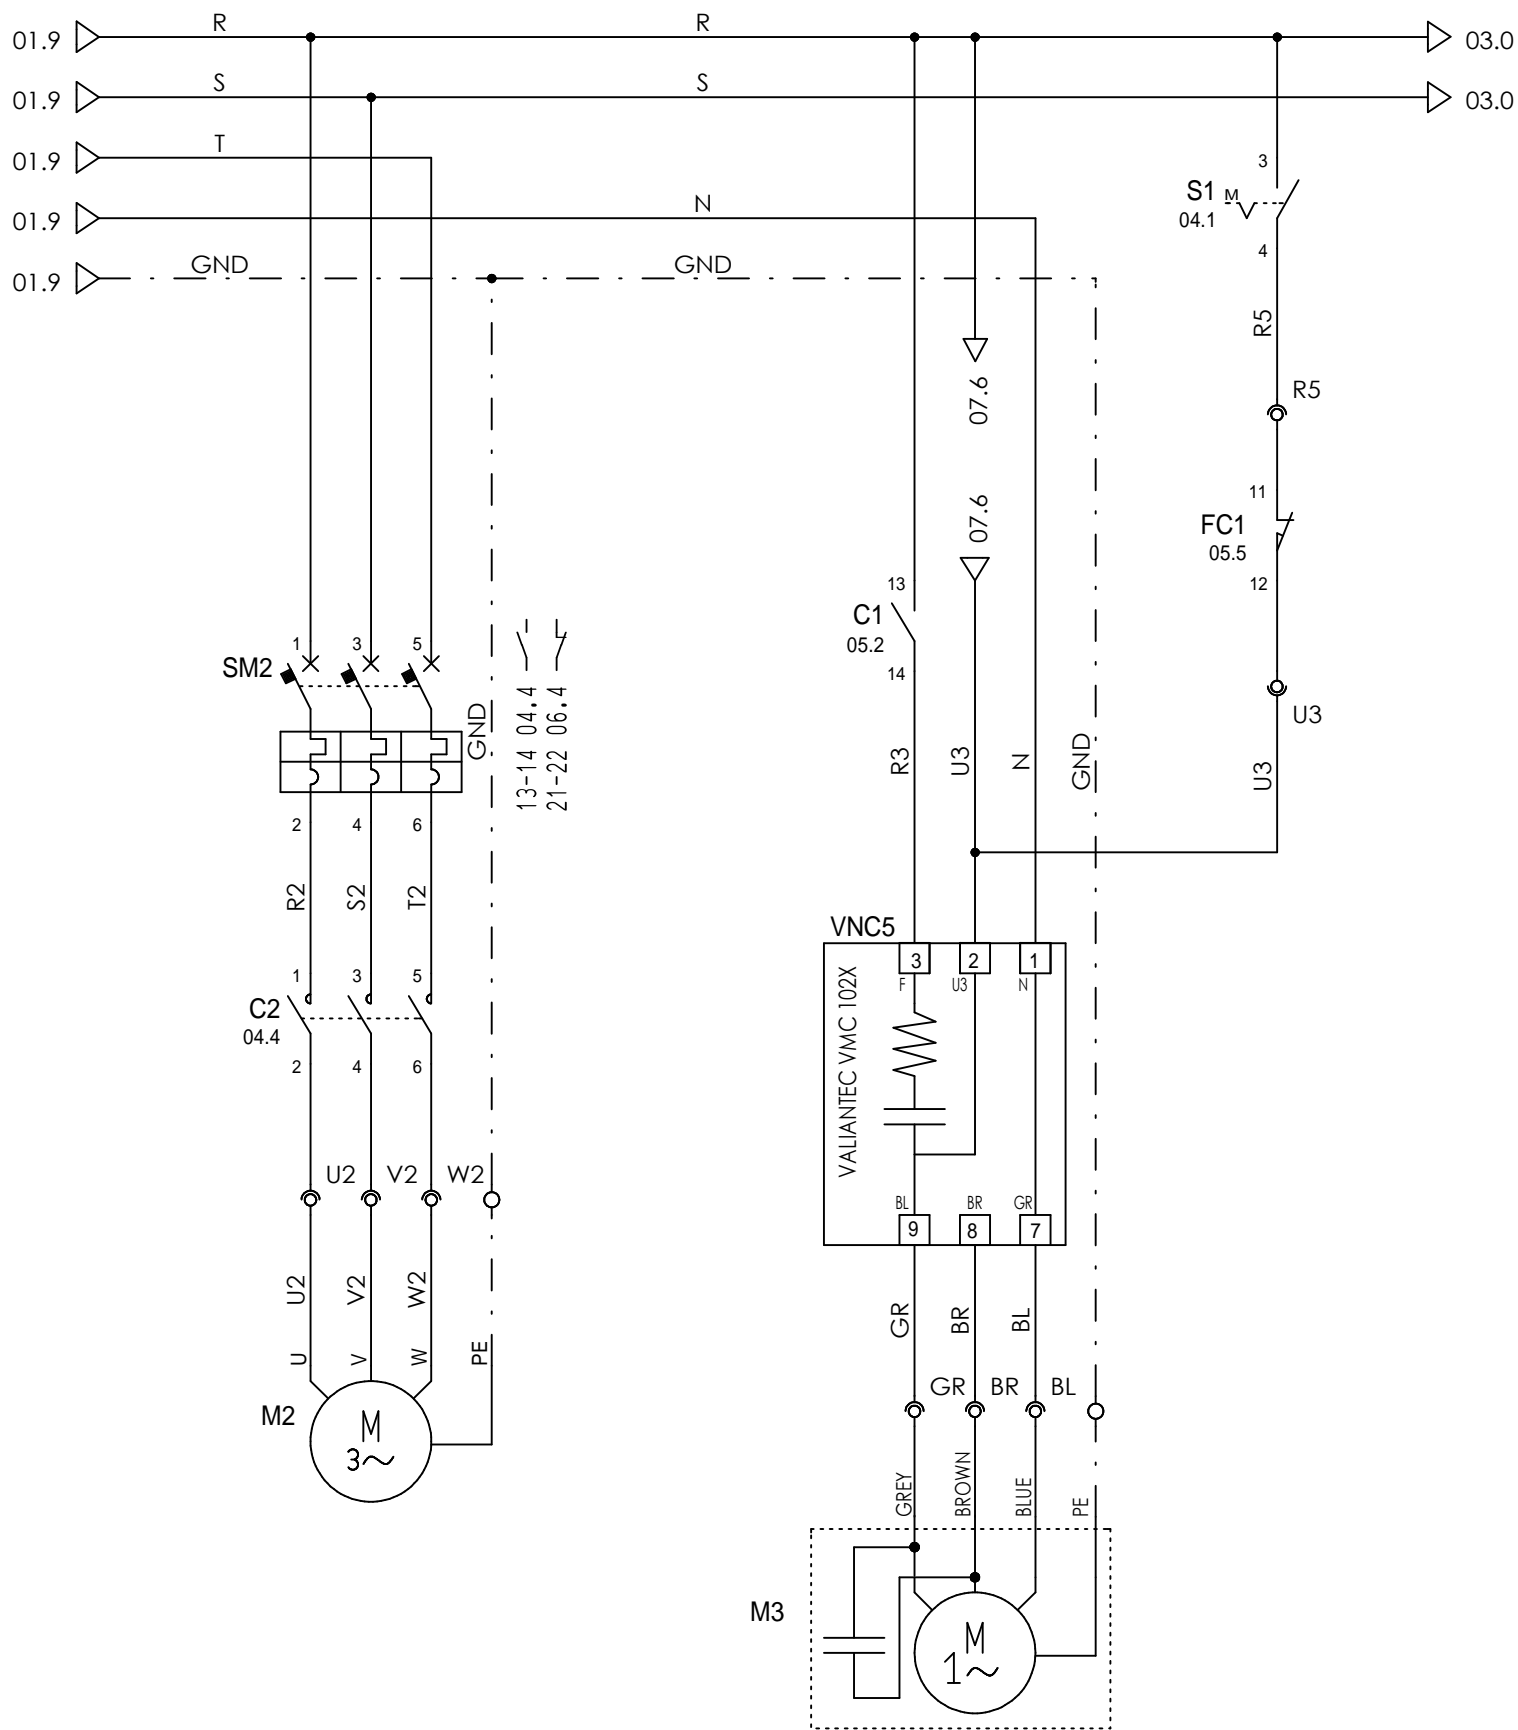 01.9 R R 03.0
01.9 S S 03.0
01.9 T
01.9 N
01.9 GND GND
3
S1 M
04.1
4
R5
R5
07.6
07.6
11
FC1
05.5
12
U3
U3
13
C1
05.2
14
R3 U3 N GND
1 3 5
SM2
GND
13-14 04.4
21-22 06.4
2 4 6
R2 S2 T2
1 3 5
C2
04.4
2 4 6
U2 V2 W2
U2 V2 W2
U V W PE
M2
M
3~
VNC5
3 2 1
F U3 N
VALIANTEC VMC 102X
BL BR GR
9 8 7
GR BR BL
GR BR BL
GREY BROWN BLUE PE
M3
M
1~